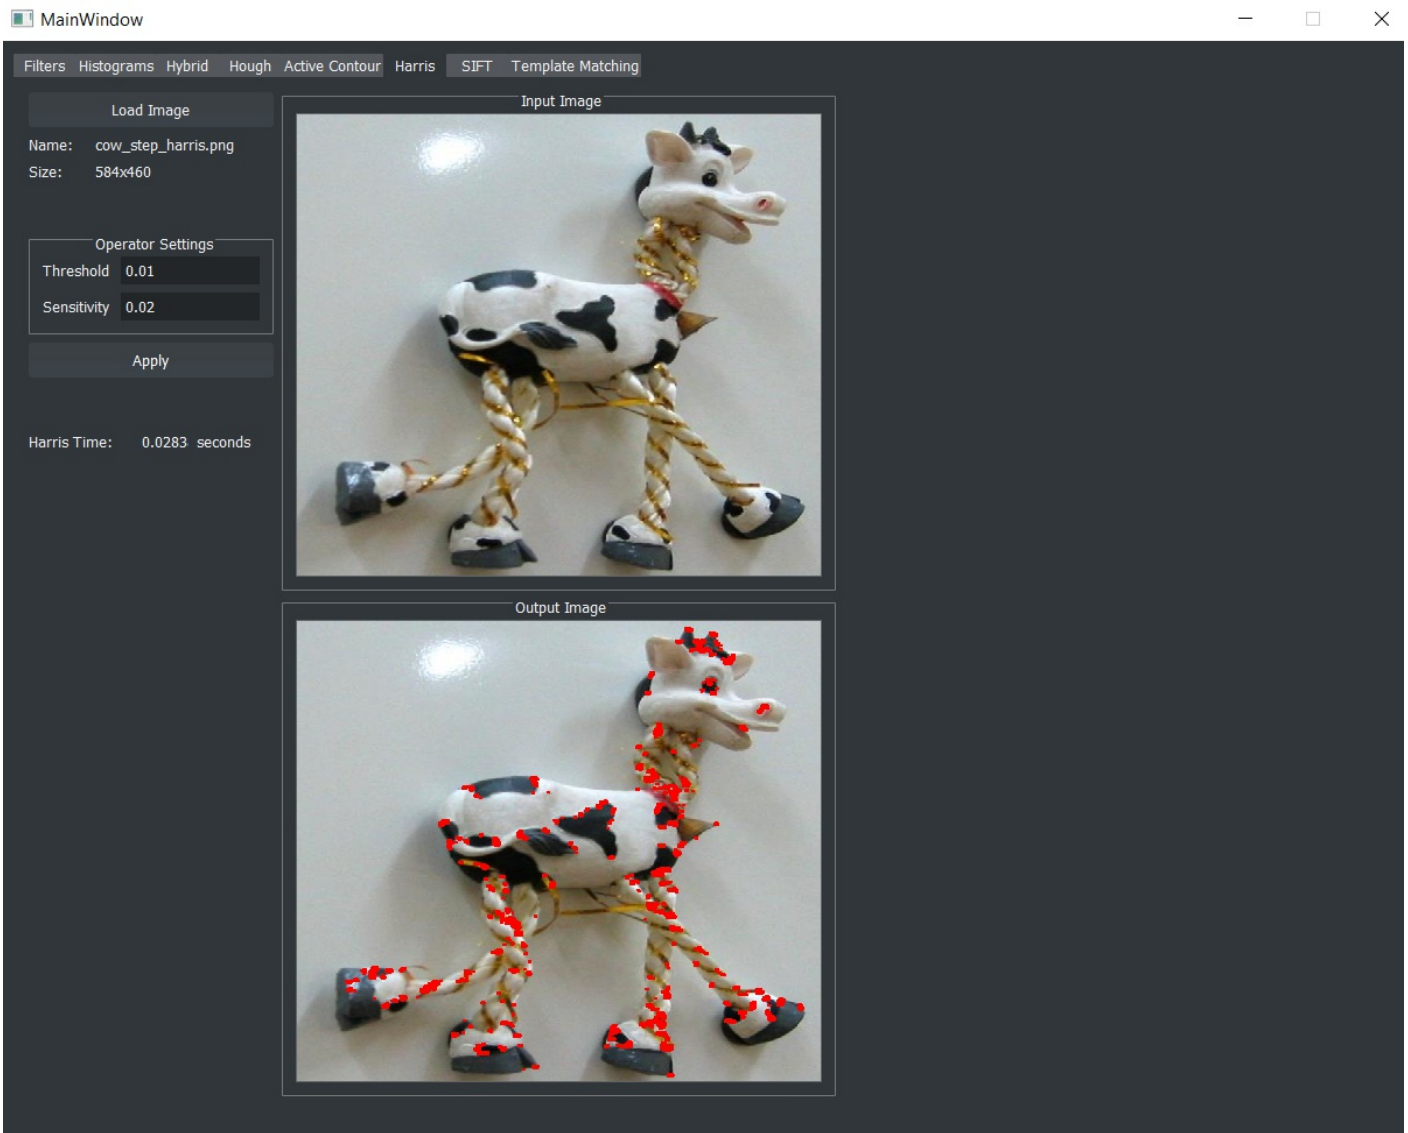 MainWindow
Filters Histograms Hybrid Hough Active Contour Harris SIFT Template Matching
Load Image
Name: cow_step_harris.png
Size: 584x460
Operator Settings
Threshold 0.01
Sensitivity 0.02
Apply
Harris Time: 0.0283 seconds
Input Image
Output Image